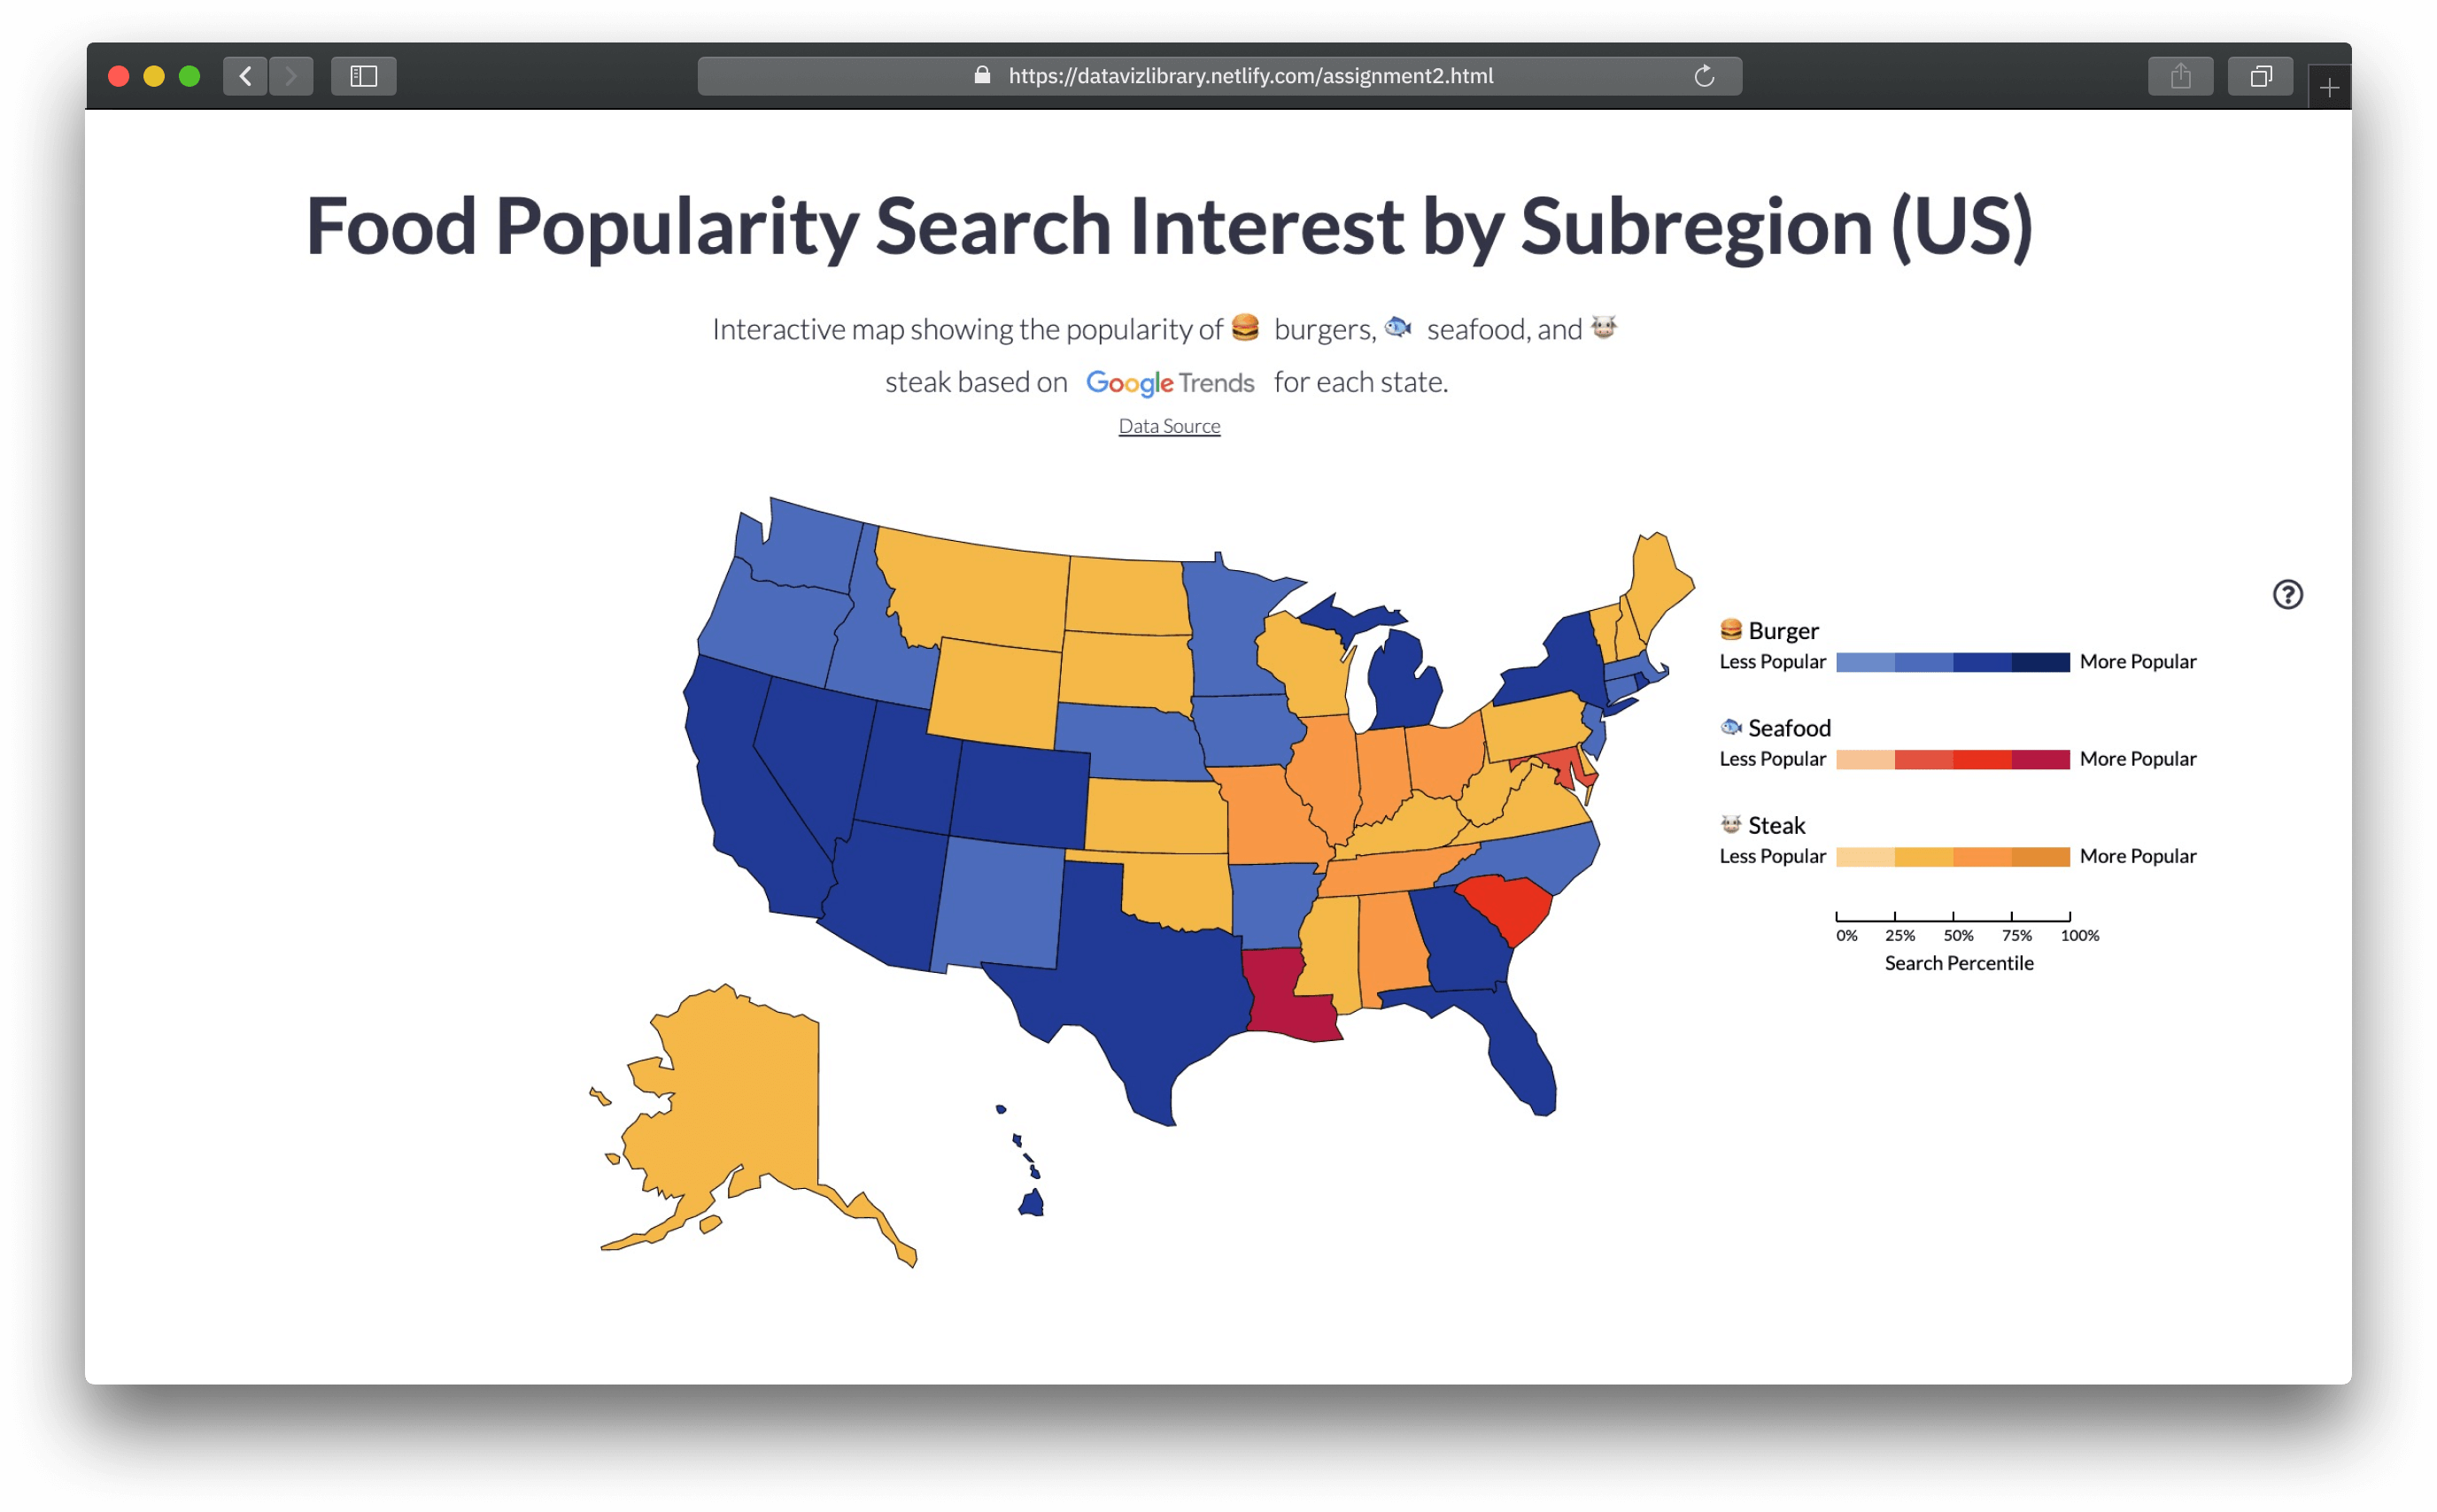 https://datavizlibrary.netlify.com/assignment2.html
Food Popularity Search Interest by Subregion (US)
Interactive map showing the popularity of 🍔 burgers, 🐟 seafood, and 🐮
steak based on Google Trends for each state.
Data Source
?
🍔 Burger
Less Popular More Popular
🐟 Seafood
Less Popular More Popular
🐮 Steak
Less Popular More Popular
0% 25% 50% 75% 100%
Search Percentile